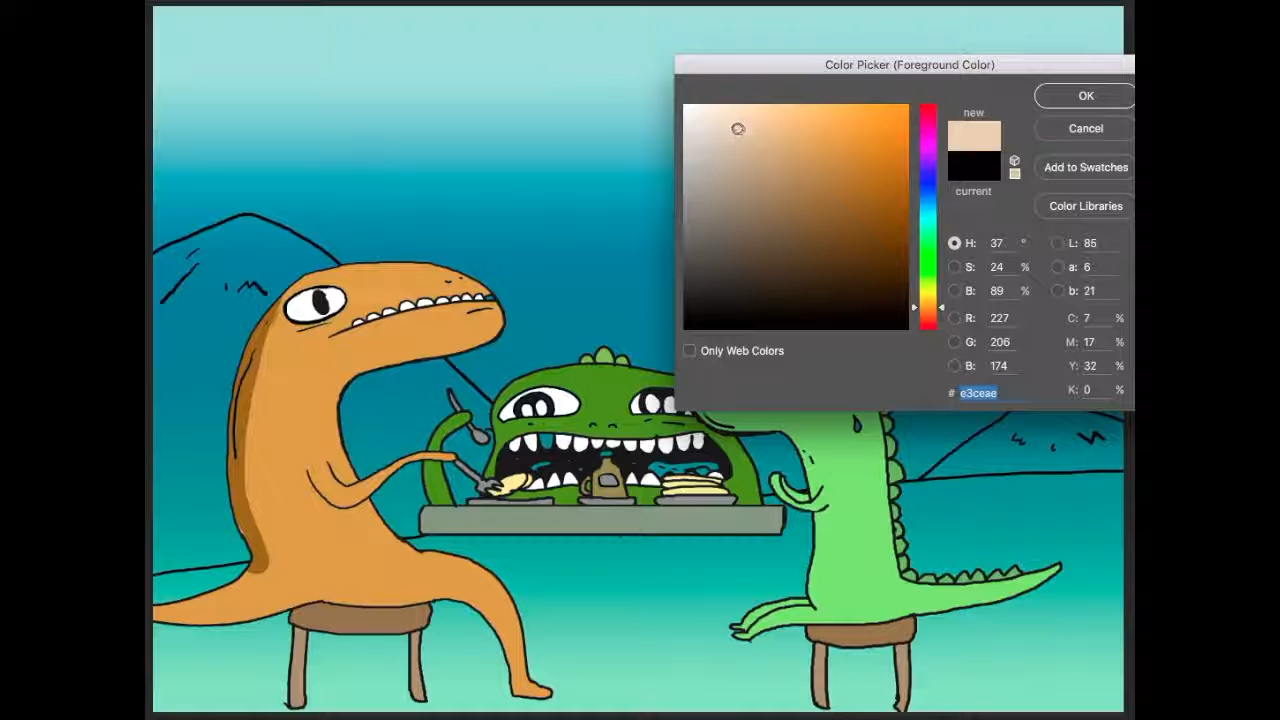 Color Picker (Foreground Color)
OK
new
Cancel
Add to Swatches
current
Color Libraries
H: 37 °
L: 85
S: 24 %
a: 6
B: 89 %
b: 21
R: 227
C: 7 %
G: 206
M: 17 %
Only Web Colors
B: 174
Y: 32 %
# e3ceae
K: 0 %